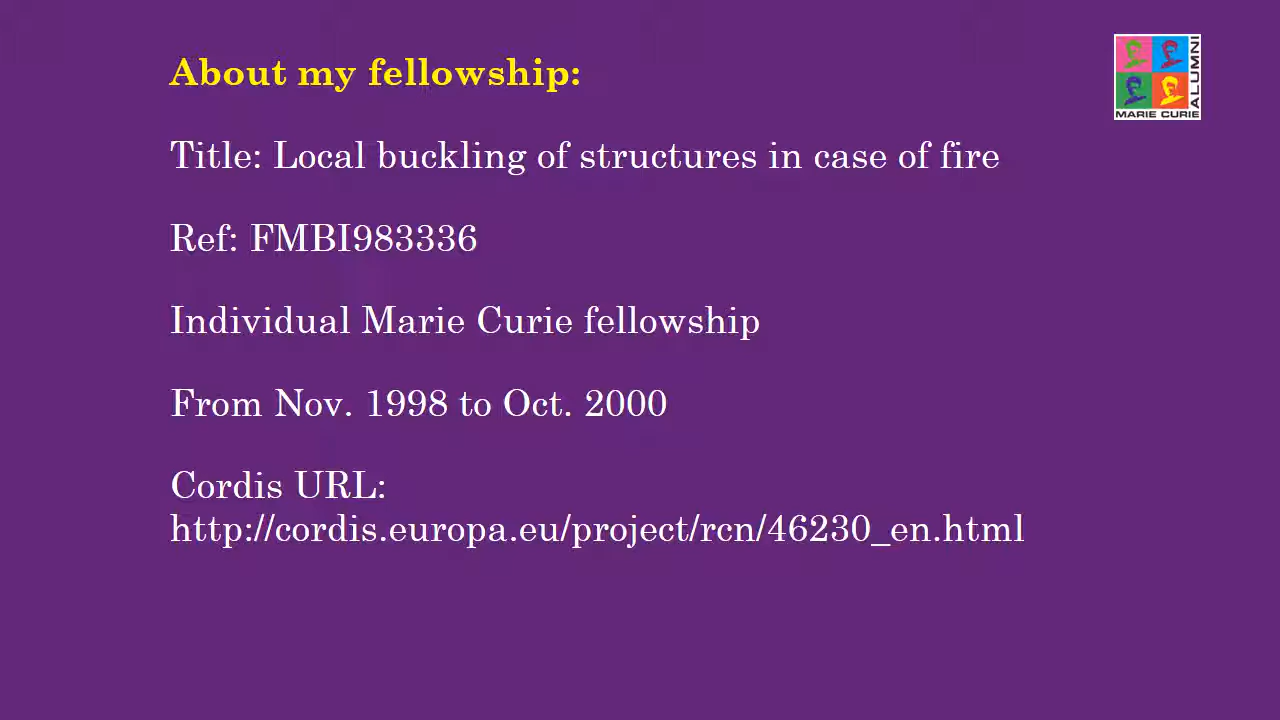 About my fellowship:
Title: Local buckling of structures in case of fire
Ref: FMBI983336
Individual Marie Curie fellowship
From Nov. 1998 to Oct. 2000
Cordis URL:
http://cordis.europa.eu/project/rcn/46230_en.html
MARIE CURIE
ALUMNI